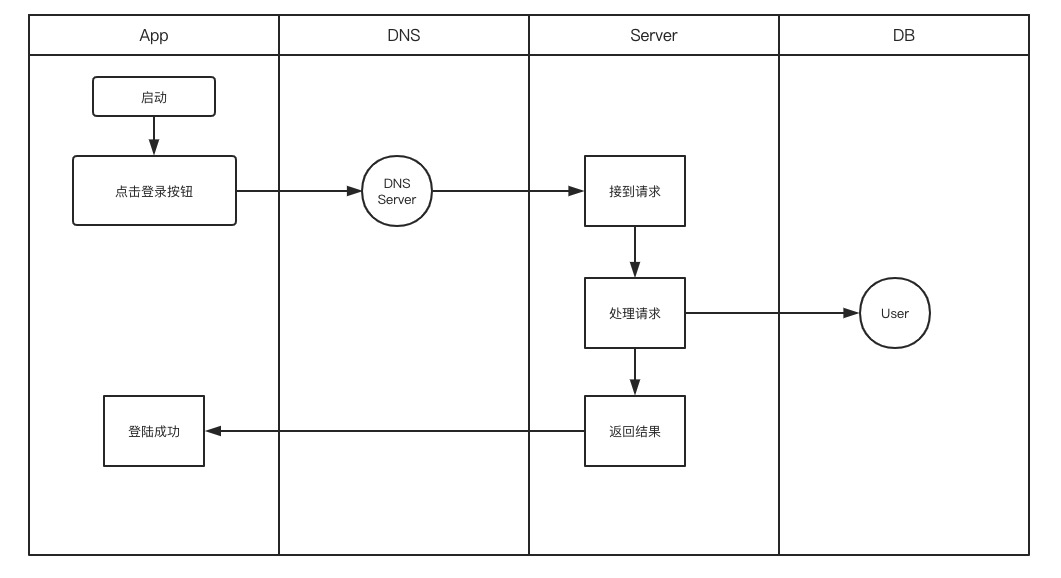 App
DNS
Server
DB
启动
点击登录按钮
DNS
Server
接到请求
处理请求
User
登陆成功
返回结果